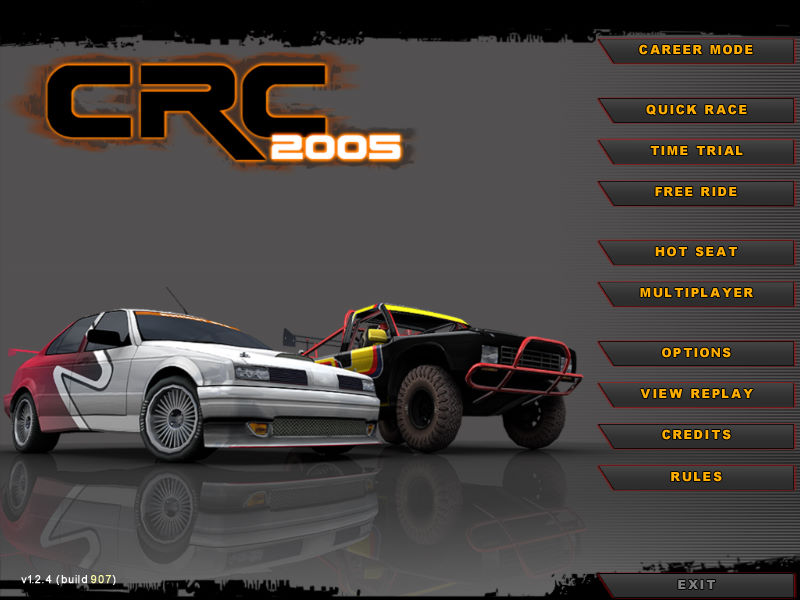 CRC
2005
CAREER MODE
QUICK RACE
TIME TRIAL
FREE RIDE
HOT SEAT
MULTIPLAYER
OPTIONS
VIEW REPLAY
CREDITS
RULES
v1.2.4 (build 907)
EXIT